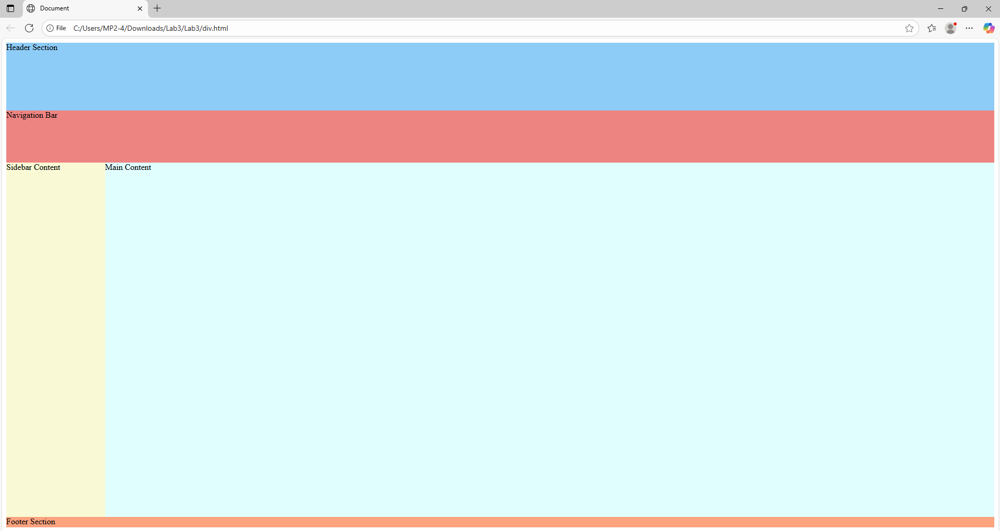 Document
File C:/Users/MP2-4/Downloads/Lab3/Lab3/div.html
Header Section
Navigation Bar
Sidebar Content Main Content
Footer Section